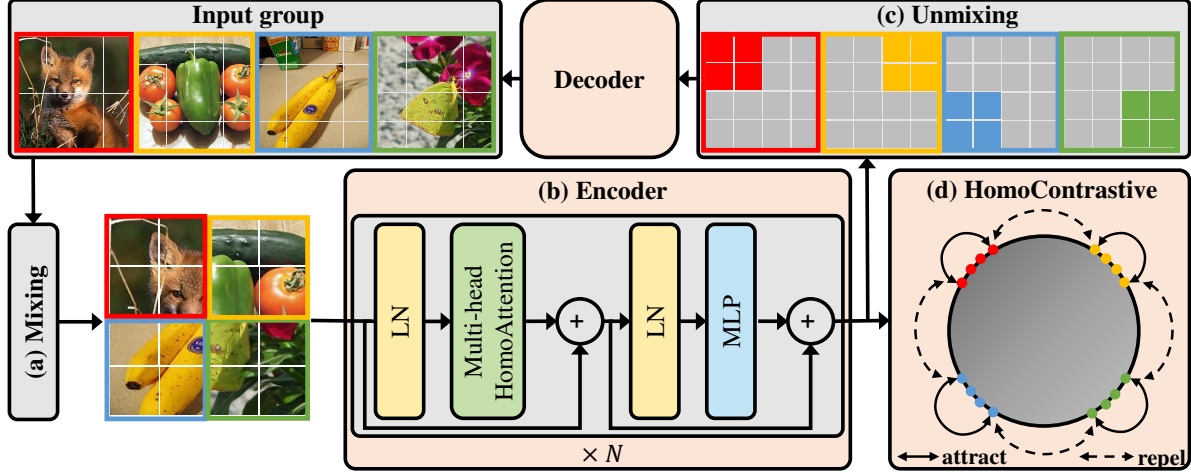 Input group
Decoder
(c) Unmixing
(a) Mixing
(b) Encoder
LN
Multi-head
HomoAttention
+
LN
MLP
+
× N
(d) HomoContrastive
attract
repel